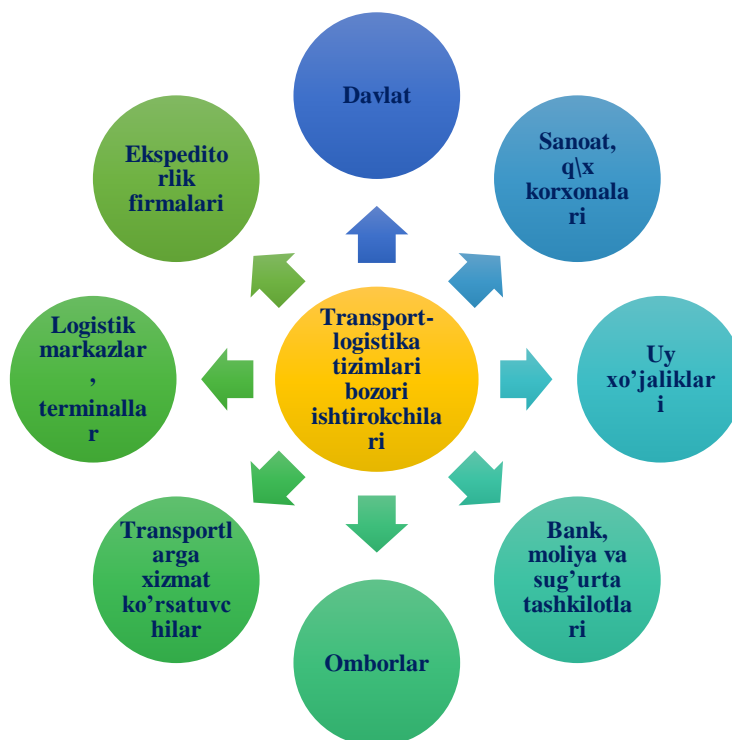 Davlat
Sanoat,
q\x
korxonala
ri
Uy
xo’jaliklar
i
Bank,
moliya va
sug’urta
tashkilotla
ri
Omborlar
Transportl
arga
xizmat
ko’rsatuvc
hilar
Logistik
markazlar
,
terminalla
r
Ekspedito
rlik
firmalari
Transport-
logistika
tizimlari
bozori
ishtirokchila
ri